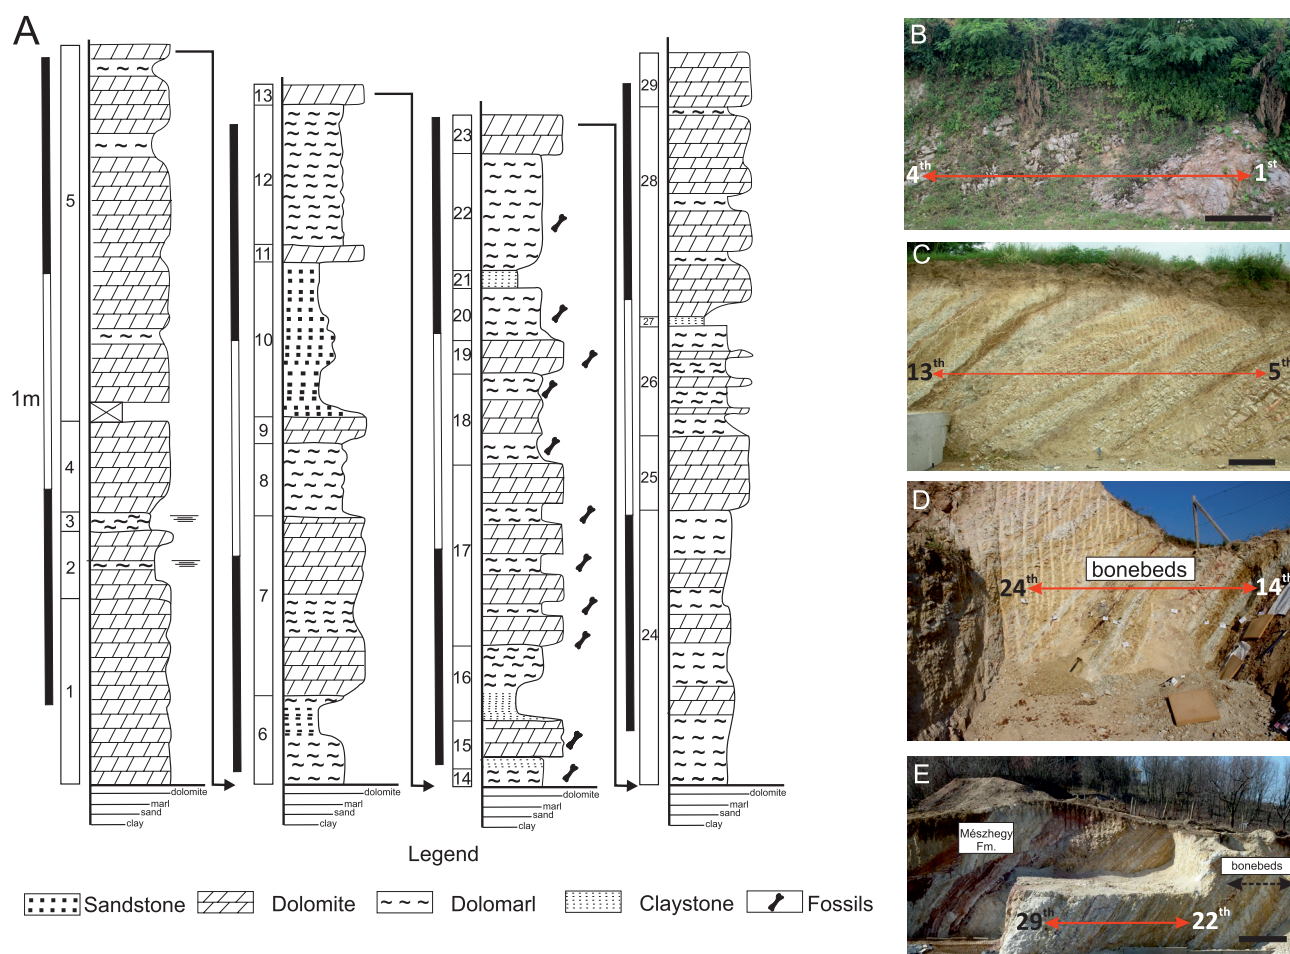 A
1m
5
4
3
2
1
dolomite
marl
sand
clay
13
12
11
10
9
8
7
6
dolomite
marl
sand
clay
23
22
21
20
19
18
17
16
15
14
dolomite
marl
sand
clay
29
28
27
26
25
24
dolomite
marl
sand
clay
Legend
Sandstone
Dolomite
Dolomarl
Claystone
Fossils
B
4th
1st
C
13th
5th
D
bonebeds
24th
14th
E
Mészhegy
Fm.
bonebeds
29th
22th